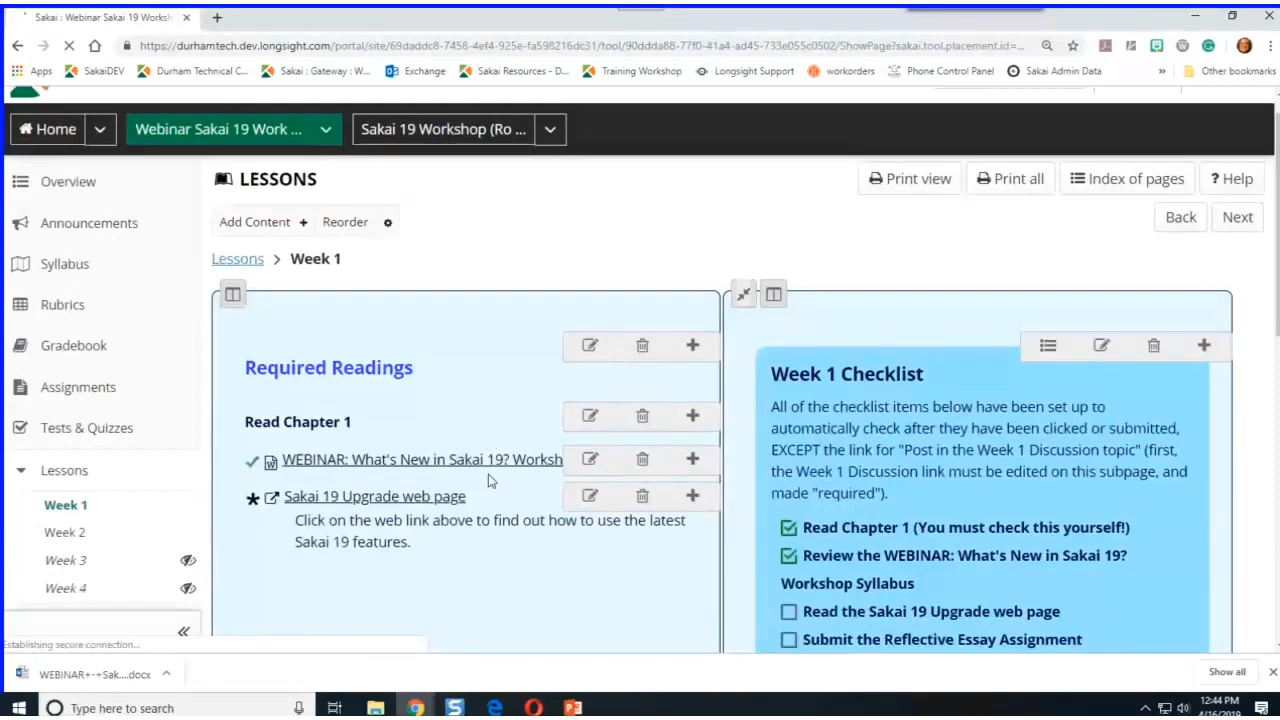 Sakai : Webinar Sakai 19 Worksh
https://durhamtech.dev.longsight.com/portal/site/69daddc8-7458-4ef4-925e-fa598216dc31/tool/90ddda88-77f0-41a4-ad45-733e055c0502/ShowPage?sakai.tool.placement.id=...
Apps SakaiDEV Durham Technical C... Sakai : Gateway : W... Exchange Sakai Resources - D... Training Workshop Longsight Support workorders Phone Control Panel Sakai Admin Data » Other bookmarks
Home Webinar Sakai 19 Work ... Sakai 19 Workshop (Ro ...
Overview
Announcements
Syllabus
Rubrics
Gradebook
Assignments
Tests & Quizzes
Lessons
Week 1
Week 2
Week 3
Week 4
LESSONS
Print view Print all Index of pages ? Help
Add Content + Reorder
Back Next
Lessons > Week 1
Required Readings
Read Chapter 1
WEBINAR: What's New in Sakai 19? Worksh
Sakai 19 Upgrade web page
Click on the web link above to find out how to use the latest
Sakai 19 features.
Week 1 Checklist
All of the checklist items below have been set up to
automatically check after they have been clicked or submitted,
EXCEPT the link for "Post in the Week 1 Discussion topic" (first,
the Week 1 Discussion link must be edited on this subpage, and
made "required").
Read Chapter 1 (You must check this yourself!)
Review the WEBINAR: What's New in Sakai 19?
Workshop Syllabus
Read the Sakai 19 Upgrade web page
Submit the Reflective Essay Assignment
Establishing secure connection...
WEBINAR+-+Sak....docx
Show all
Type here to search
12:44 PM
4/16/2019